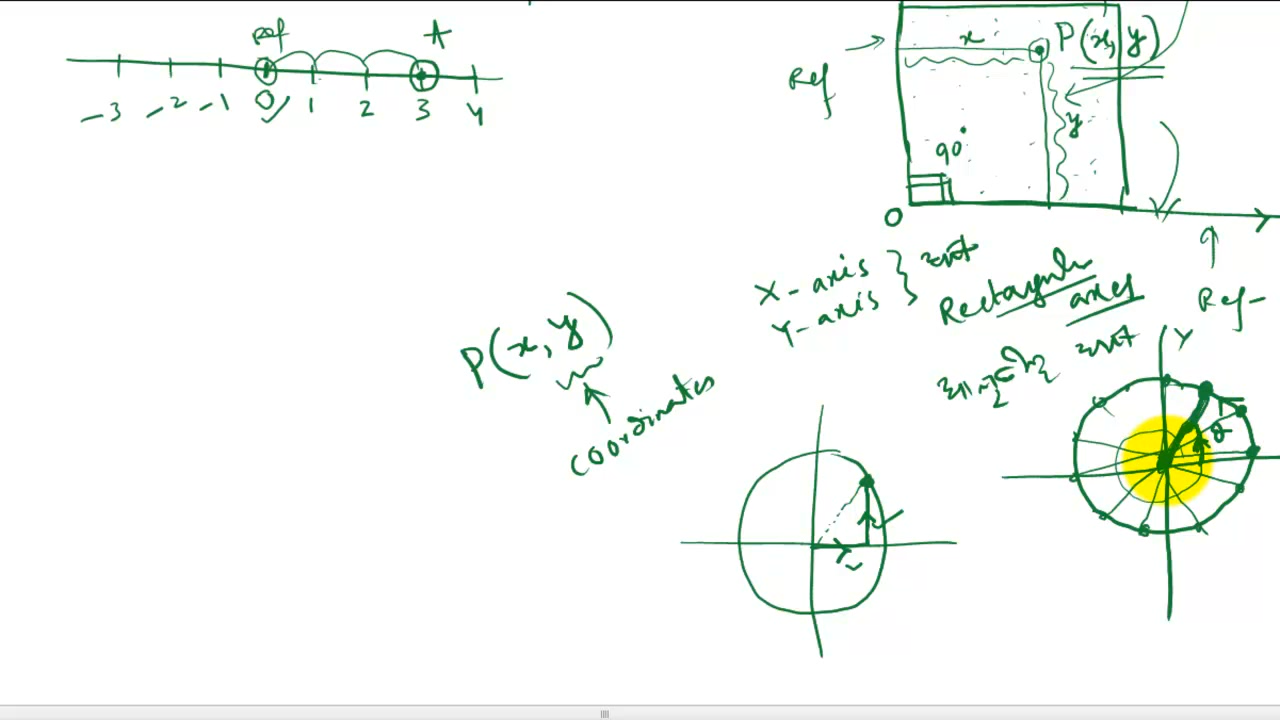 ref A
-3 -2 -1 0 1 2 3 4
Ref
x P(x, y)
y
90°
O
X-axis
Y-axis
Rectangular
axes
Ref-
P(x, y)
coordinates
Y